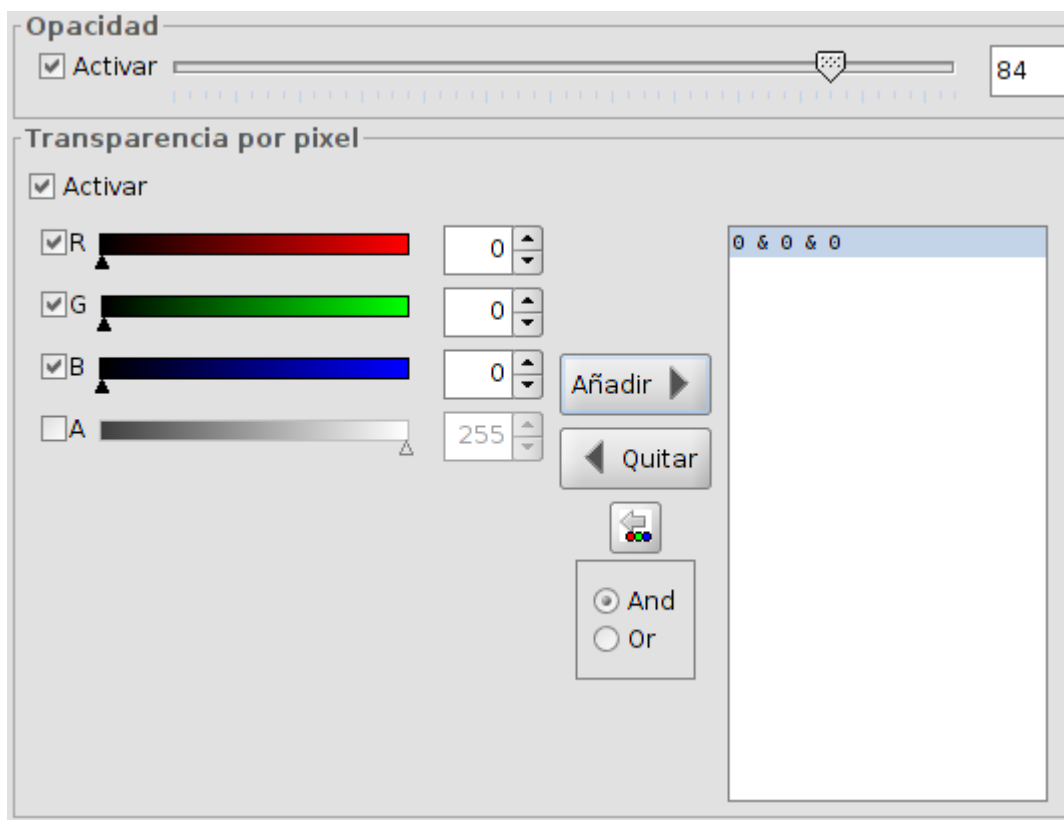 Opacidad
Activar 84
Transparencia por pixel
Activar
R 0 0 & 0 & 0
G 0
B 0
Añadir
A 255
Quitar
And
Or